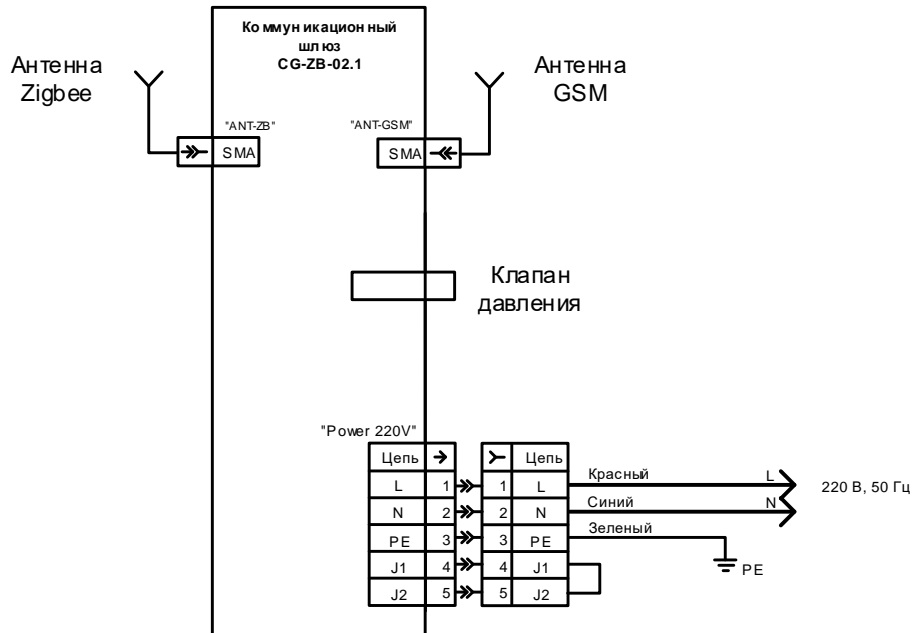 Коммуникационный
шлюз
CG-ZB-02.1
Антенна
Zigbee
Антенна
GSM
"ANT-ZB"
"ANT-GSM"
SMA
SMA
Клапан
давления
"Power 220V"
Цепь
Цепь
L 1 1 L Красный L
220 В, 50 Гц
N 2 2 N Синий N
PE 3 3 PE Зеленый
PE
J1 4 4 J1
J2 5 5 J2